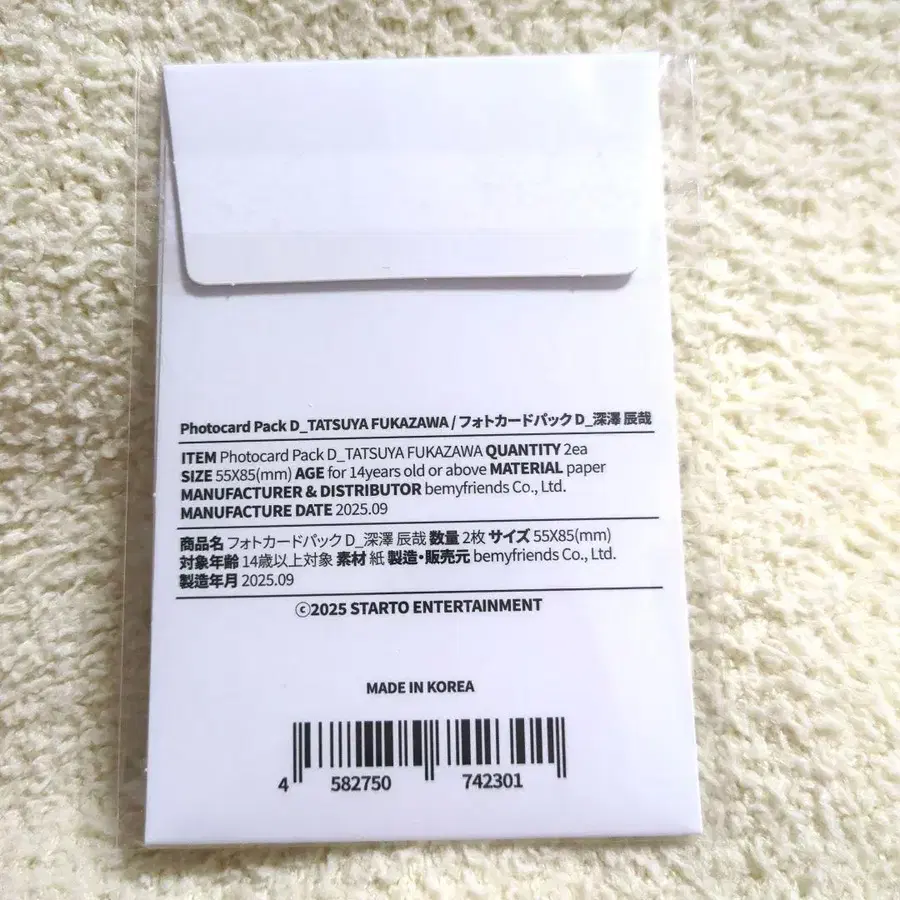 Photocard Pack D_TATSUYA FUKAZAWA / フォトカードパック D_深澤 辰哉
ITEM Photocard Pack D_TATSUYA FUKAZAWA QUANTITY 2ea
SIZE 55X85(mm) AGE for 14years old or above MATERIAL paper
MANUFACTURER & DISTRIBUTOR bemyfriends Co., Ltd.
MANUFACTURE DATE 2025.09
商品名 フォトカードパック D_深澤 辰哉 数量 2枚 サイズ 55X85(mm)
対象年齢 14歳以上対象 素材 紙 製造・販売元 bemyfriends Co., Ltd.
製造年月 2025.09
ⓒ2025 STARTO ENTERTAINMENT
MADE IN KOREA
4 582750 742301